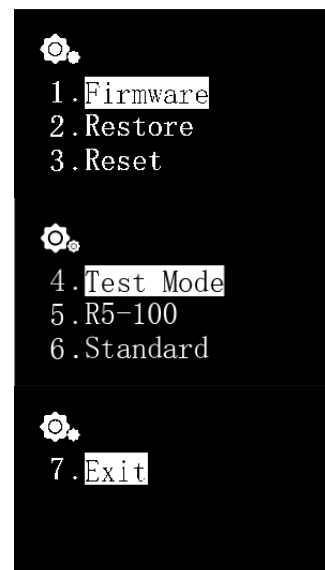 1.Firmware
2.Restore
3.Reset
4.Test Mode
5.R5-100
6.Standard
7.Exit